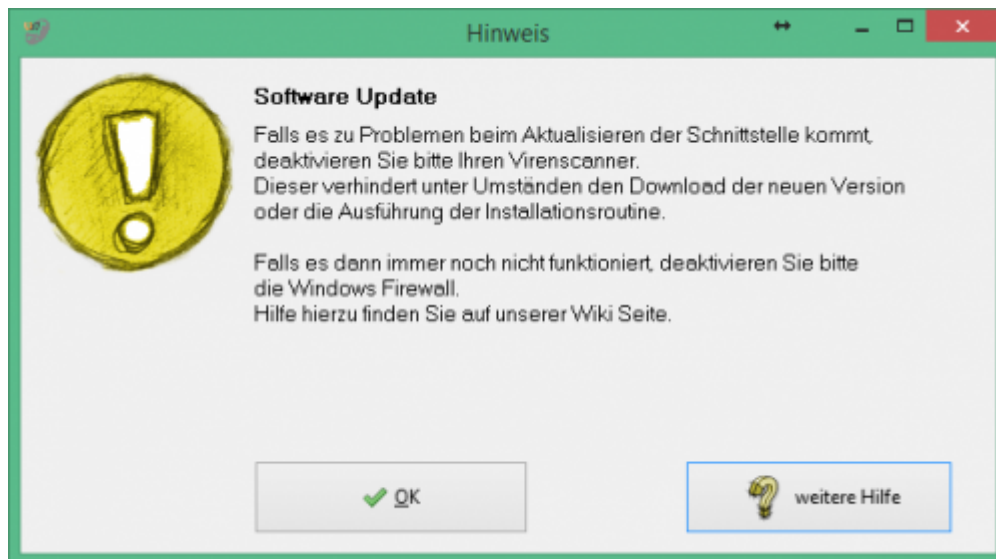 Hinweis
Software Update
Falls es zu Problemen beim Aktualisieren der Schnittstelle kommt,
deaktivieren Sie bitte Ihren Virenscanner.
Dieser verhindert unter Umständen den Download der neuen Version
oder die Ausführung der Installationsroutine.
Falls es dann immer noch nicht funktioniert, deaktivieren Sie bitte
die Windows Firewall.
Hilfe hierzu finden Sie auf unserer Wiki Seite.
OK
weitere Hilfe